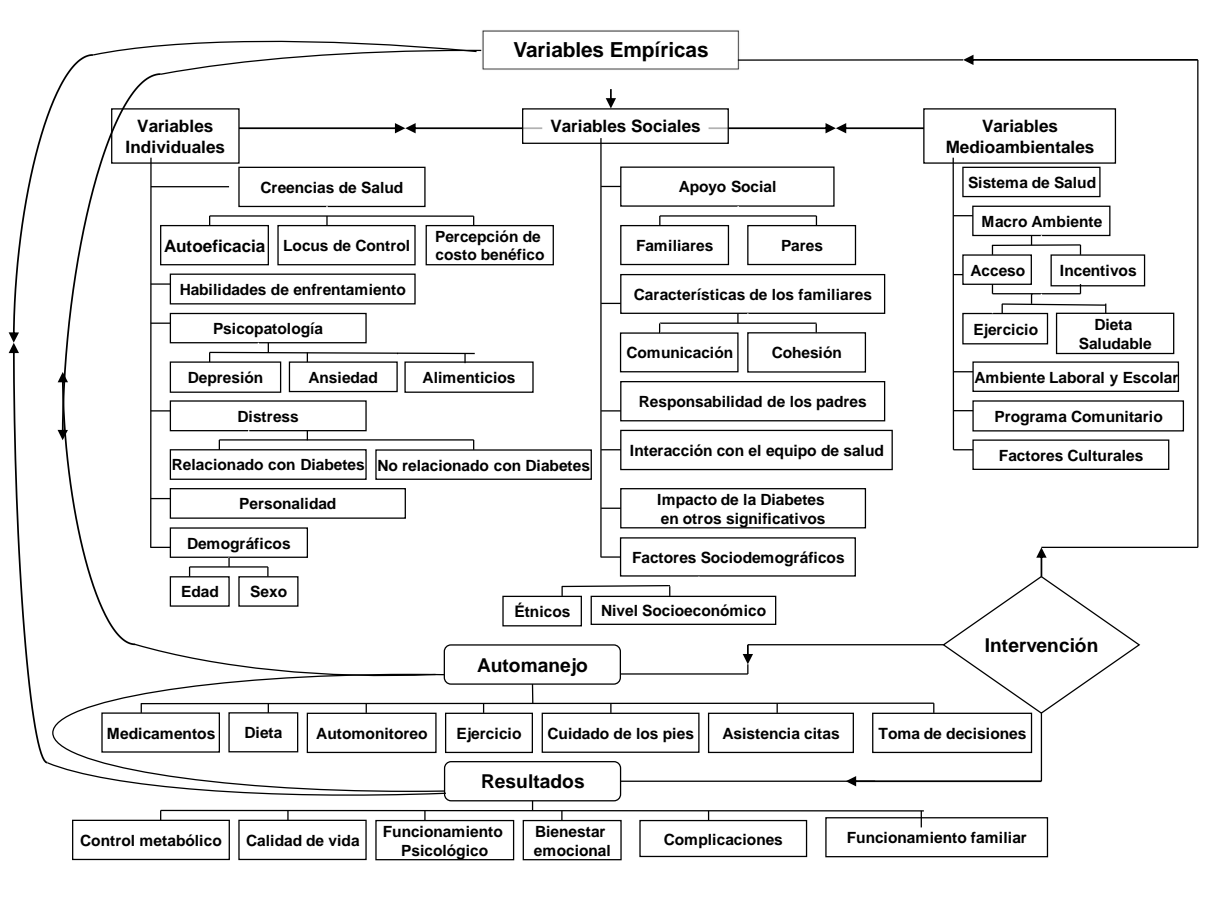 Variables Empíricas
Variables
Individuales
Variables Sociales
Variables
Medioambientales
Creencias de Salud
Autoeficacia
Locus de Control
Percepción de
costo benéfico
Habilidades de enfrentamiento
Psicopatología
Depresión
Ansiedad
Alimenticios
Distress
Relacionado con Diabetes
No relacionado con Diabetes
Personalidad
Demográficos
Edad
Sexo
Apoyo Social
Familiares
Pares
Características de los familiares
Comunicación
Cohesión
Responsabilidad de los padres
Interacción con el equipo de salud
Impacto de la Diabetes
en otros significativos
Factores Sociodemográficos
Étnicos
Nivel Socioeconómico
Sistema de Salud
Macro Ambiente
Acceso
Incentivos
Ejercicio
Dieta
Saludable
Ambiente Laboral y Escolar
Programa Comunitario
Factores Culturales
Intervención
Automanejo
Medicamentos
Dieta
Automonitoreo
Ejercicio
Cuidado de los pies
Asistencia citas
Toma de decisiones
Resultados
Control metabólico
Calidad de vida
Funcionamiento
Psicológico
Bienestar
emocional
Complicaciones
Funcionamiento familiar